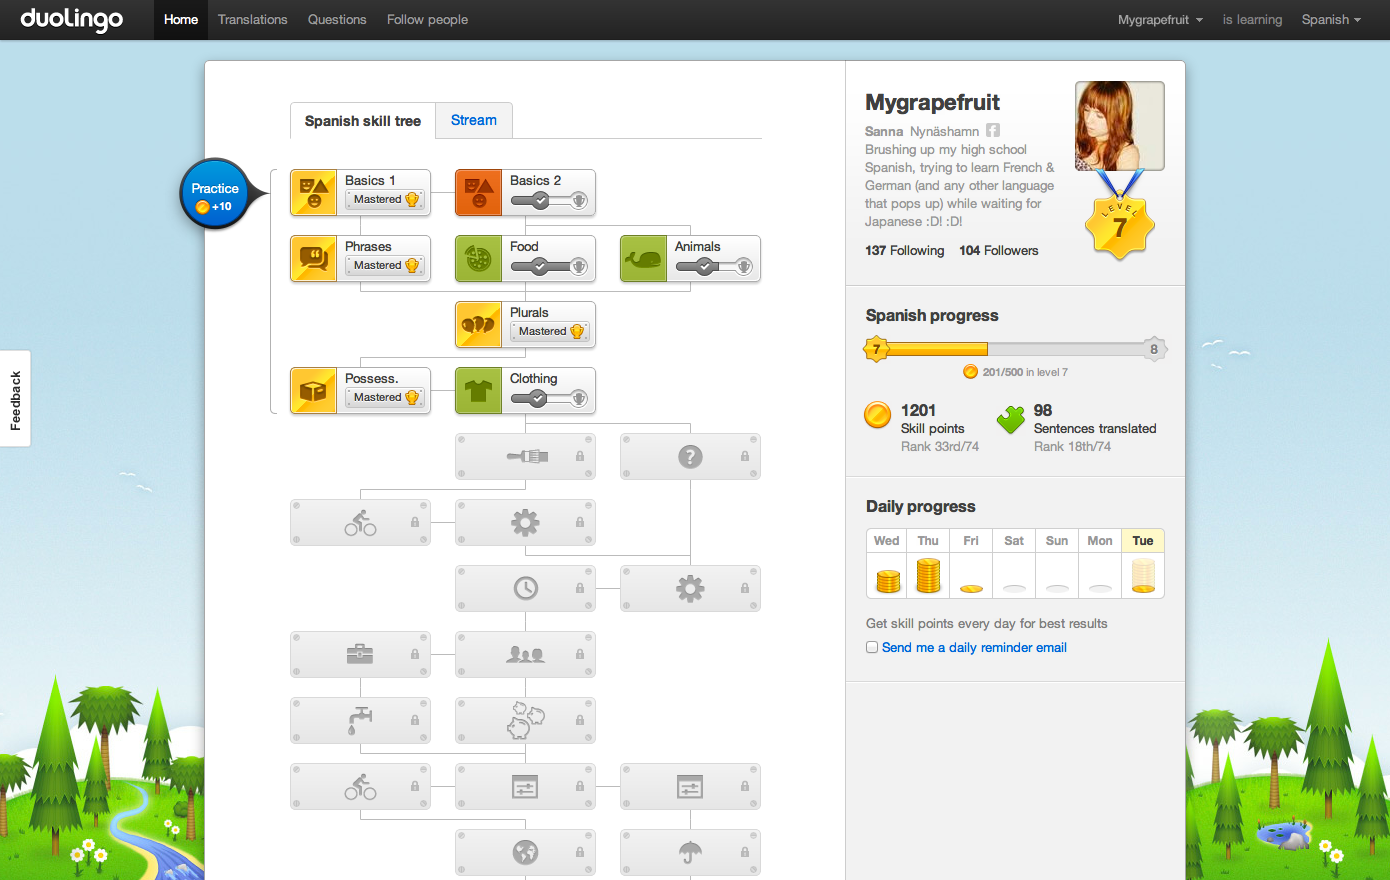 duolingo
Home
Translations
Questions
Follow people
Mygrapefruit
is learning
Spanish
Spanish skill tree
Stream
Practice
+10
Basics 1
Mastered
Basics 2
Phrases
Mastered
Food
Animals
Plurals
Mastered
Possess.
Mastered
Clothing
Feedback
Mygrapefruit
Sanna Nynäshamn
Brushing up my high school
Spanish, trying to learn French &
German (and any other language
that pops up) while waiting for
Japanese :D! :D!
137 Following 104 Followers
LEVEL
7
Spanish progress
7
8
201/500 in level 7
1201
Skill points
Rank 33rd/74
98
Sentences translated
Rank 18th/74
Daily progress
Wed Thu Fri Sat Sun Mon Tue
Get skill points every day for best results
Send me a daily reminder email